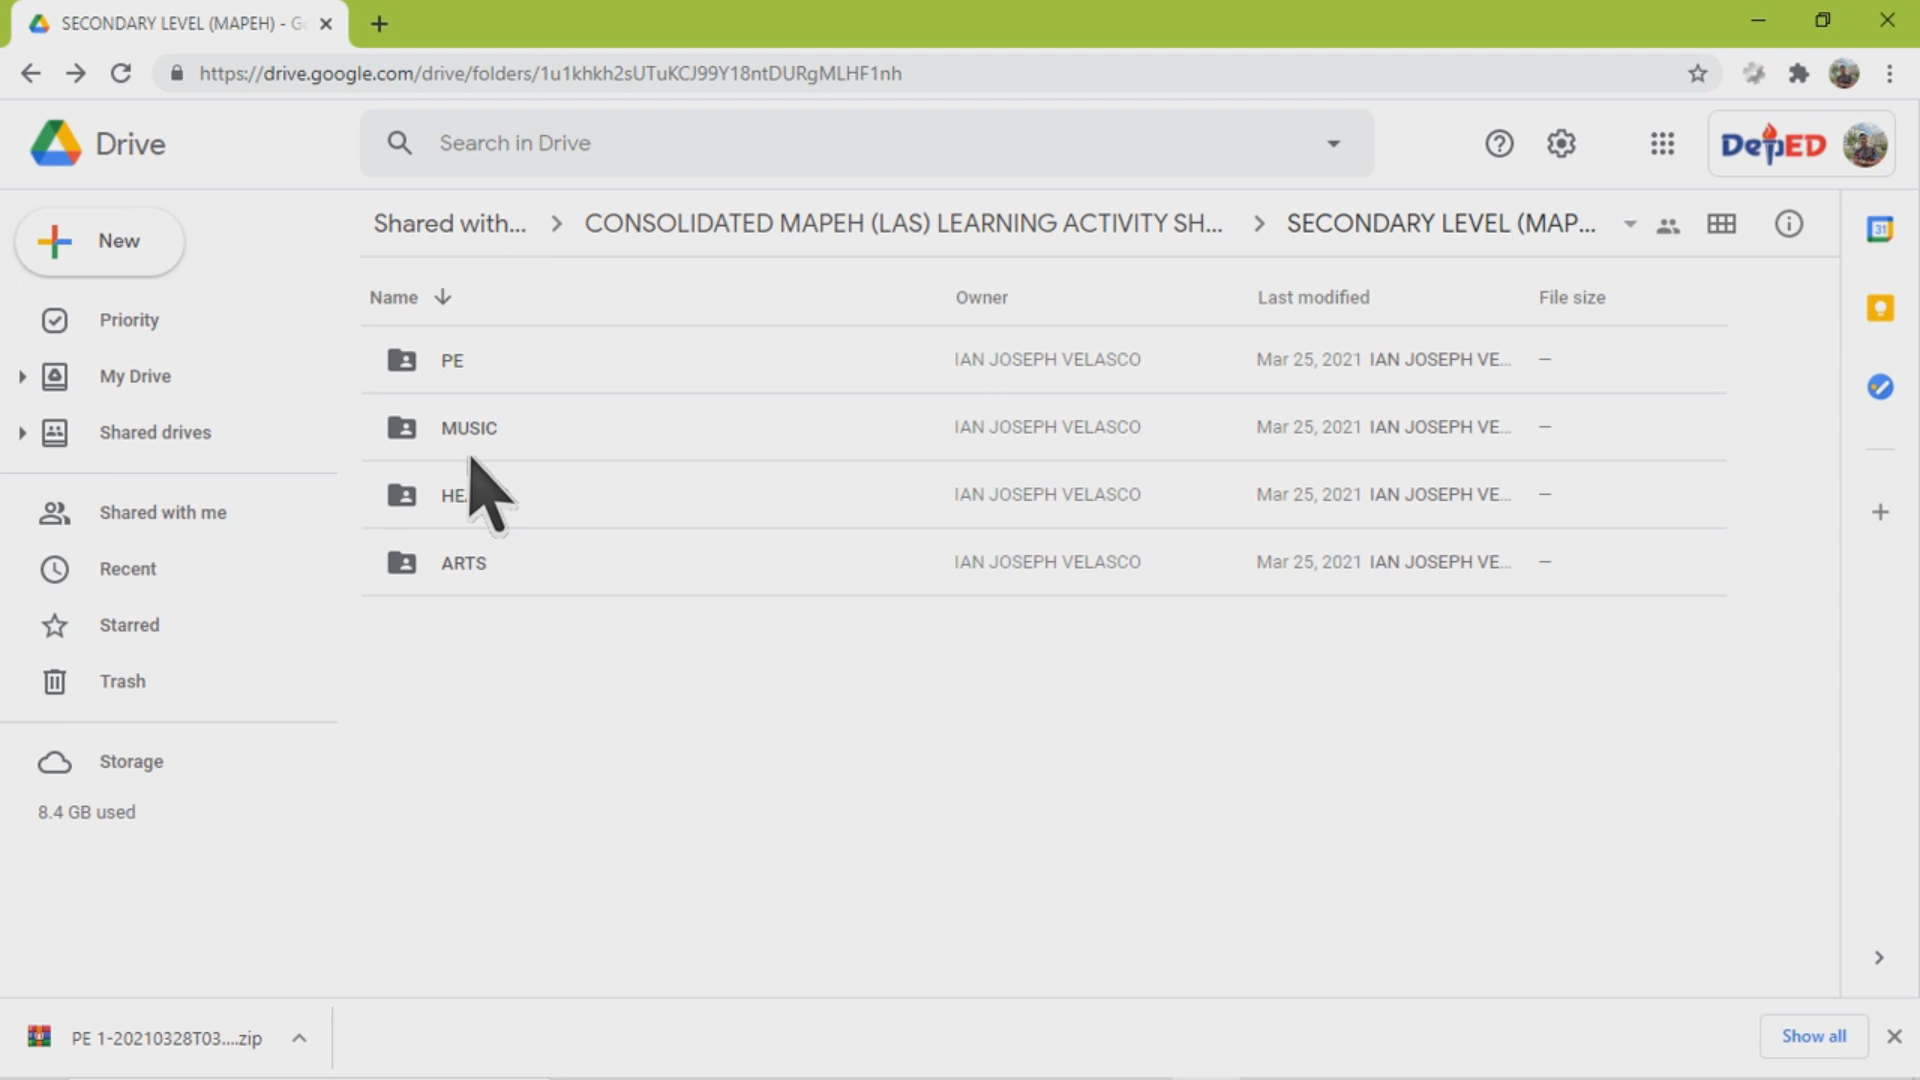 SECONDARY LEVEL (MAPEH) - G
https://drive.google.com/drive/folders/1u1khkh2sUTuKCJ99Y18ntDURgMLHF1nh
Drive
Search in Drive
DepED
New
Shared with... > CONSOLIDATED MAPEH (LAS) LEARNING ACTIVITY SH... > SECONDARY LEVEL (MAP...
31
Name Owner Last modified File size
Priority
PE IAN JOSEPH VELASCO Mar 25, 2021 IAN JOSEPH VE... —
My Drive
MUSIC IAN JOSEPH VELASCO Mar 25, 2021 IAN JOSEPH VE... —
Shared drives
HE IAN JOSEPH VELASCO Mar 25, 2021 IAN JOSEPH VE... —
Shared with me
ARTS IAN JOSEPH VELASCO Mar 25, 2021 IAN JOSEPH VE... —
Recent
Starred
Trash
Storage
8.4 GB used
PE 1-20210328T03....zip
Show all